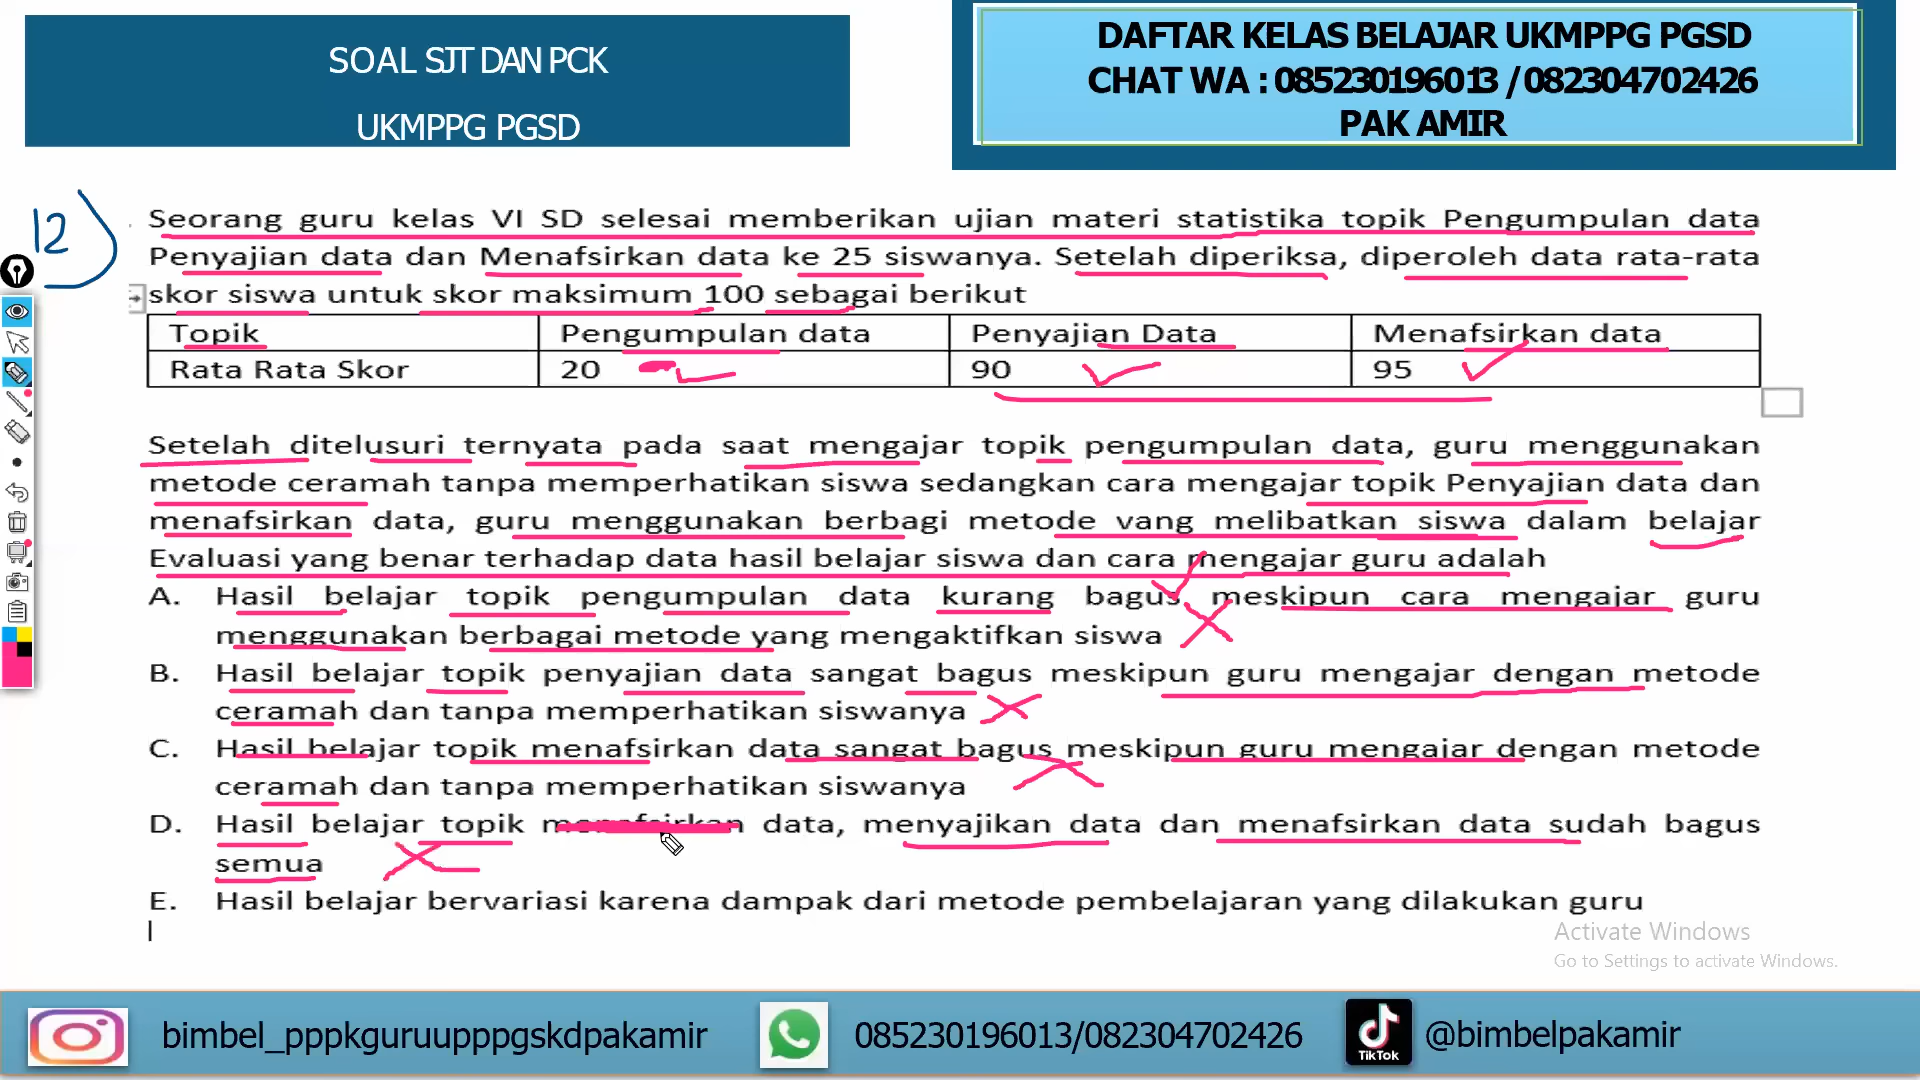 SOAL SJT DAN PCK
UKMPPG PGSD
DAFTAR KELAS BELAJAR UKMPPG PGSD
CHAT WA : 085230196013 / 082304702426
PAK AMIR
12)
Seorang guru kelas VI SD selesai memberikan ujian materi statistika topik Pengumpulan data
Penyajian data dan Menafsirkan data ke 25 siswanya. Setelah diperiksa, diperoleh data rata-rata
skor siswa untuk skor maksimum 100 sebagai berikut
Topik Pengumpulan data Penyajian Data Menafsirkan data
Rata Rata Skor 20 90 95
Setelah ditelusuri ternyata pada saat mengajar topik pengumpulan data, guru menggunakan
metode ceramah tanpa memperhatikan siswa sedangkan cara mengajar topik Penyajian data dan
menafsirkan data, guru menggunakan berbagi metode yang melibatkan siswa dalam belajar
Evaluasi yang benar terhadap data hasil belajar siswa dan cara mengajar guru adalah
A. Hasil belajar topik pengumpulan data kurang bagus meskipun cara mengajar guru
menggunakan berbagai metode yang mengaktifkan siswa
B. Hasil belajar topik penyajian data sangat bagus meskipun guru mengajar dengan metode
ceramah dan tanpa memperhatikan siswanya
C. Hasil belajar topik menafsirkan data sangat bagus meskipun guru mengajar dengan metode
ceramah dan tanpa memperhatikan siswanya
D. Hasil belajar topik menafsirkan data, menyajikan data dan menafsirkan data sudah bagus
semua
E. Hasil belajar bervariasi karena dampak dari metode pembelajaran yang dilakukan guru
Activate Windows
Go to Settings to activate Windows.
bimbel_pppkguruupppgskdpakamir
085230196013/082304702426
TikTok
@bimbelpakamir